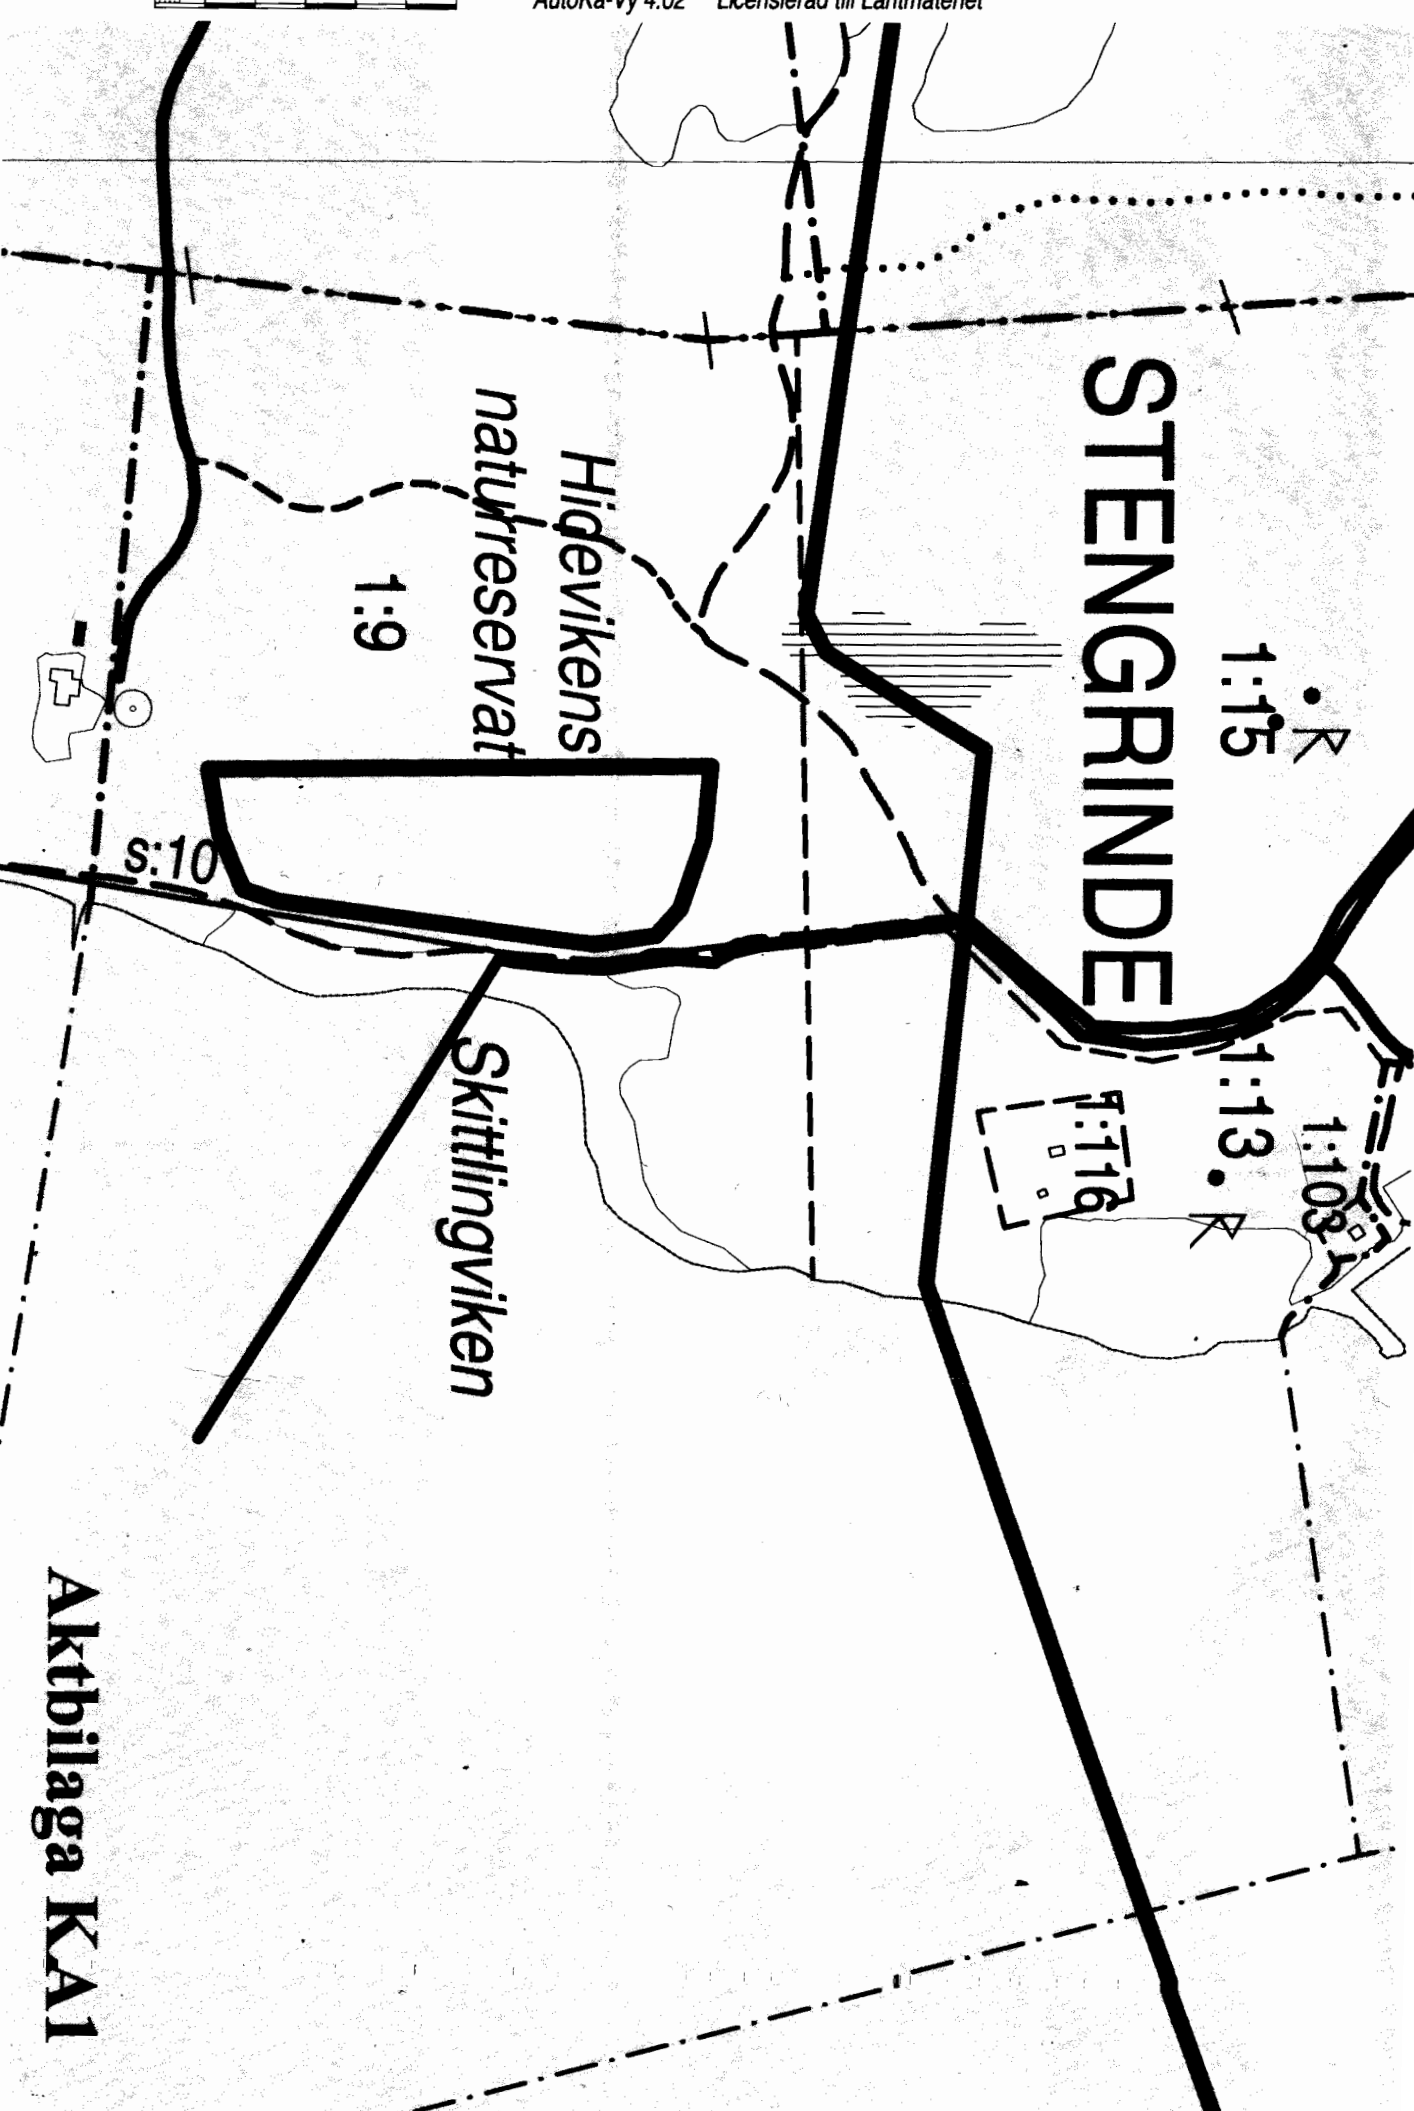 AutoKa-Vy 4.02 Licensierad till Lantmäteriet
STENGRINDE
1:15
R
Hidevikens
naturreservat
1:9
s:10
1:13
R
1:116
1:103
Skittlingviken
Aktbilaga KA1